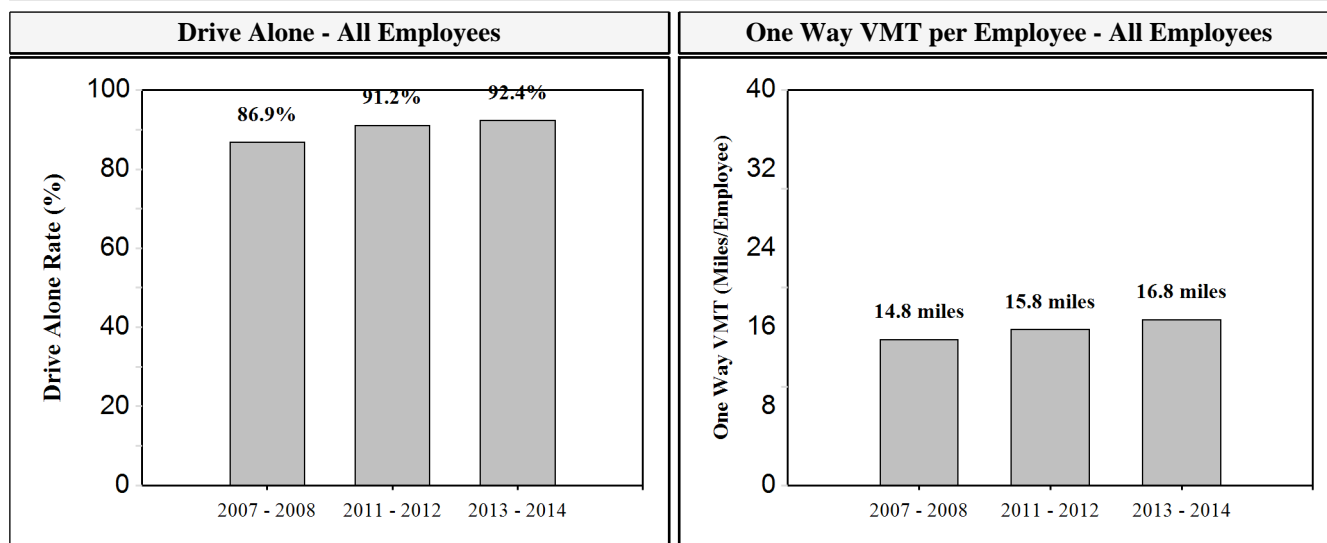 Drive Alone - All Employees
Drive Alone Rate (%)
100
80
60
40
20
0
86.9%
91.2%
92.4%
2007 - 2008
2011 - 2012
2013 - 2014
One Way VMT per Employee - All Employees
One Way VMT (Miles/Employee)
40
32
24
16
8
0
14.8 miles
15.8 miles
16.8 miles
2007 - 2008
2011 - 2012
2013 - 2014